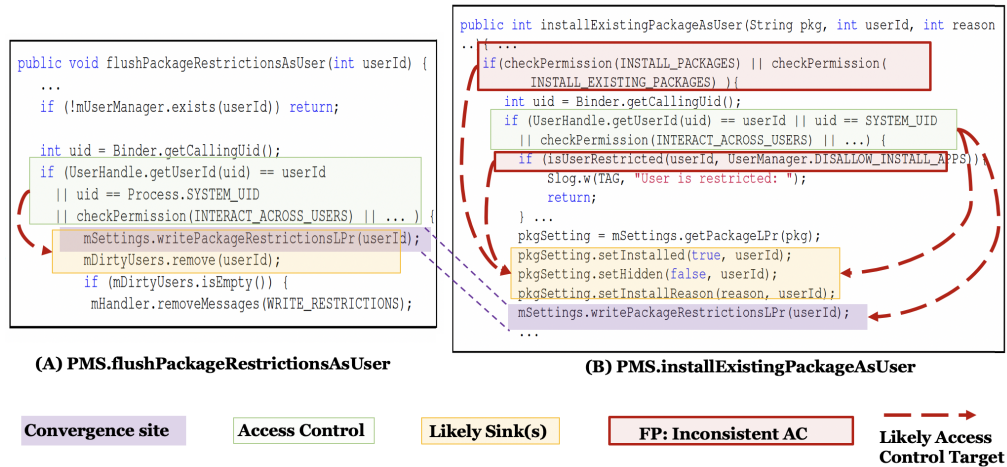 public void flushPackageRestrictionsAsUser(int userId) {
...
if (!mUserManager.exists(userId)) return;
int uid = Binder.getCallingUid();
if (UserHandle.getUserId(uid) == userId
|| uid == Process.SYSTEM_UID
|| checkPermission(INTERACT_ACROSS_USERS) || ... ) {
mSettings.writePackageRestrictionsLPr(userId);
mDirtyUsers.remove(userId);
if (mDirtyUsers.isEmpty()) {
mHandler.removeMessages(WRITE_RESTRICTIONS);
(A) PMS.flushPackageRestrictionsAsUser
public int installExistingPackageAsUser(String pkg, int userId, int reason
..){ ...
if(checkPermission(INSTALL_PACKAGES) || checkPermission(
INSTALL_EXISTING_PACKAGES) ){
int uid = Binder.getCallingUid();
if (UserHandle.getUserId(uid) == userId || uid == SYSTEM_UID
|| checkPermission(INTERACT_ACROSS_USERS) || ...) {
if (isUserRestricted(userId, UserManager.DISALLOW_INSTALL_APPS)){
Slog.w(TAG, "User is restricted: ");
return;
} ...
pkgSetting = mSettings.getPackageLPr(pkg);
pkgSetting.setInstalled(true, userId);
pkgSetting.setHidden(false, userId);
pkgSetting.setInstallReason(reason, userId);
mSettings.writePackageRestrictionsLPr(userId);
...
(B) PMS.installExistingPackageAsUser
Convergence site
Access Control
Likely Sink(s)
FP: Inconsistent AC
Likely Access
Control Target